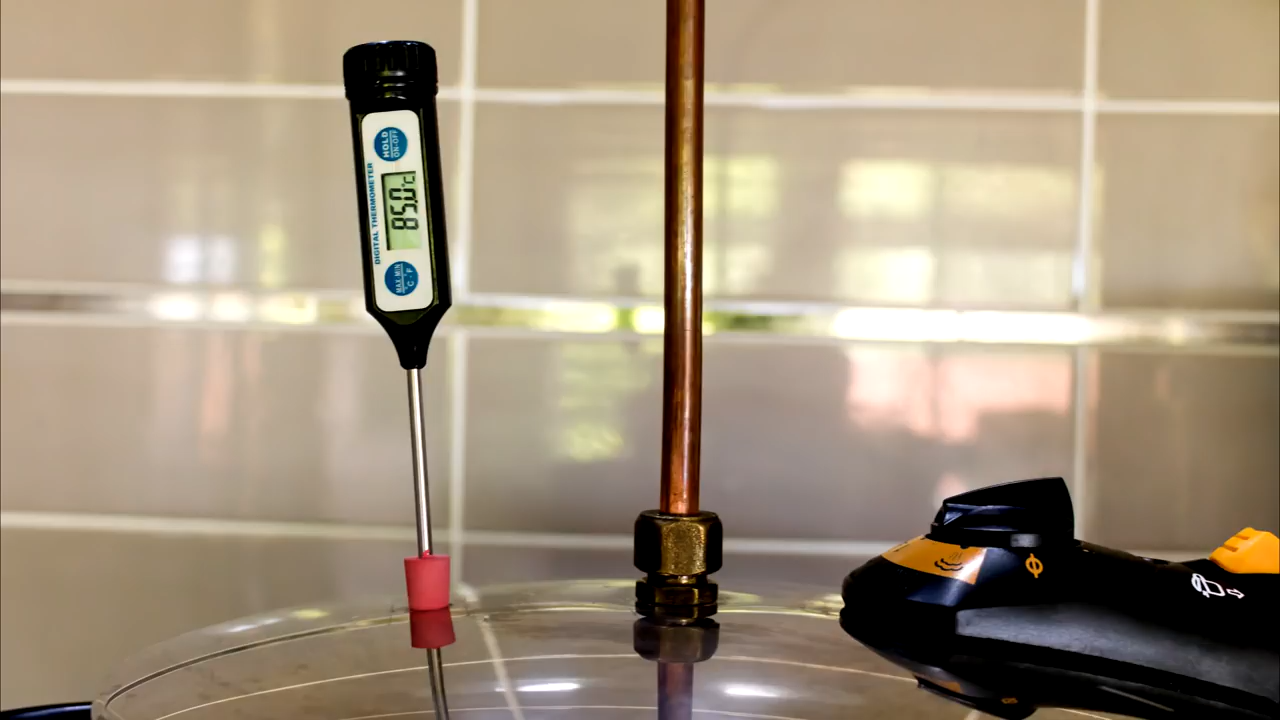 HOLD
ON-OFF
DIGITAL THERMOMETER
85.0°C
MAX/MIN
°C-°F